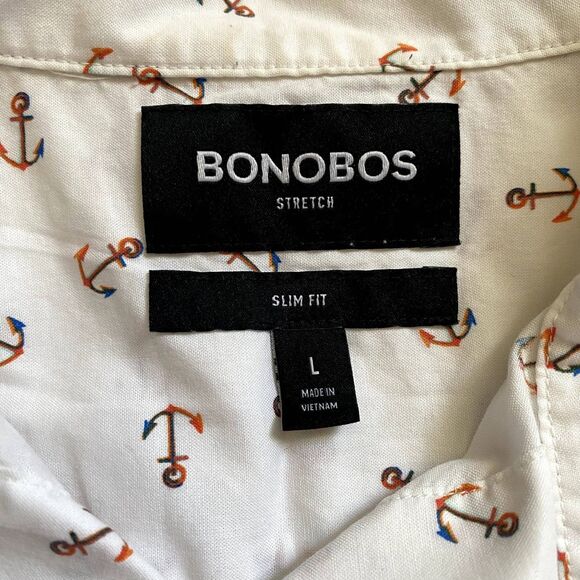 BONOBOS
STRETCH
SLIM FIT
L
MADE IN
VIETNAM